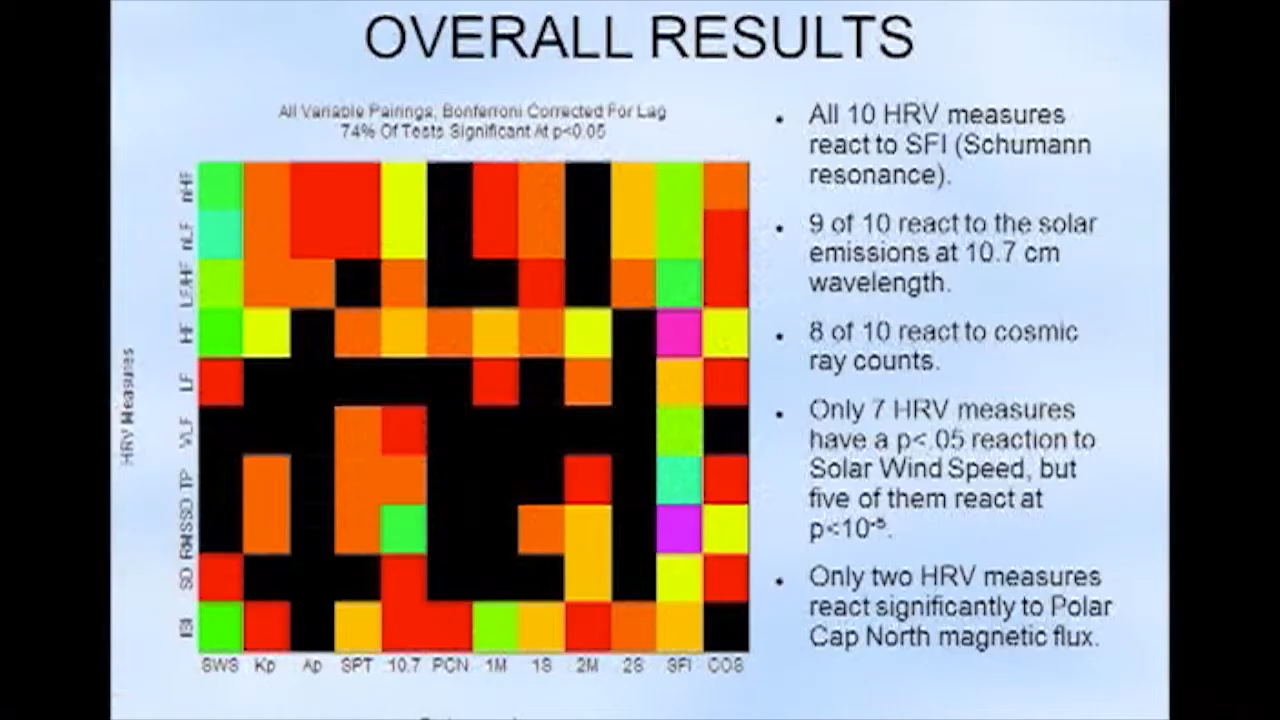 OVERALL RESULTS
All Variable Pairings, Bonferroni Corrected For Lag
74% Of Tests Significant At p<0.05
HRV Measures
nHF
nLF
LF/HF
HF
LF
VLF
TP
RMSSD
SD
IBI
SWS Kp Ap SPT 10.7 PCN 1M 1S 2M 2S SFI COS
• All 10 HRV measures
react to SFI (Schumann
resonance).
• 9 of 10 react to the solar
emissions at 10.7 cm
wavelength.
• 8 of 10 react to cosmic
ray counts.
• Only 7 HRV measures
have a p<.05 reaction to
Solar Wind Speed, but
five of them react at
p<10⁻⁵.
• Only two HRV measures
react significantly to Polar
Cap North magnetic flux.